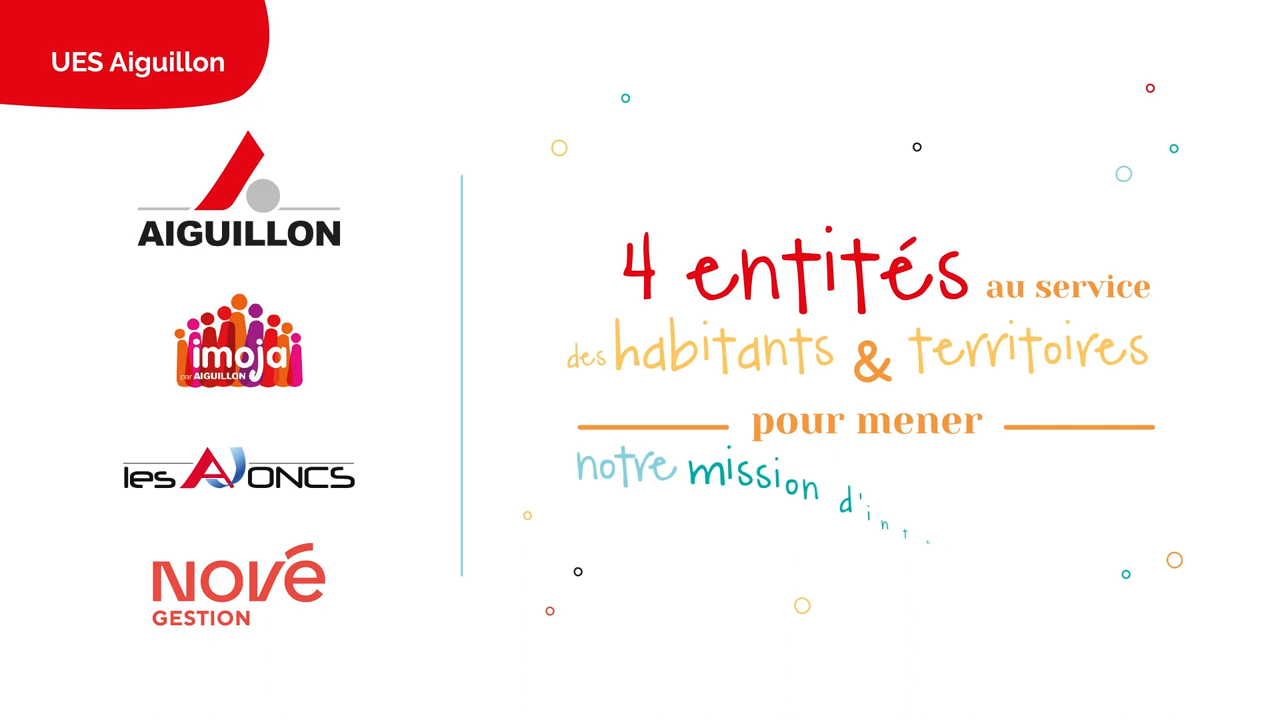 UES Aiguillon
AIGUILLON
imoja
par AIGUILLON
les AJONCS
NOVé
GESTION
4 entités au service
des habitants & territoires
pour mener
notre mission d'int